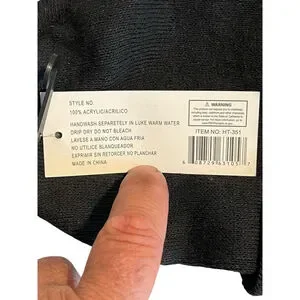 STYLE NO.
100% ACRYLIC/ACRILICO
HANDWASH SEPARETELY IN LUKE WARM WATER
DRIP DRY DO NOT BLEACH
LAVESE A MANO CON AGUA FRIA
NO UTILICE BLANQUEADOR
EXPRIMIR SIN RETORCER NO PLANCHAR
MADE IN CHINA
WARNING
ITEM NO: HT-351